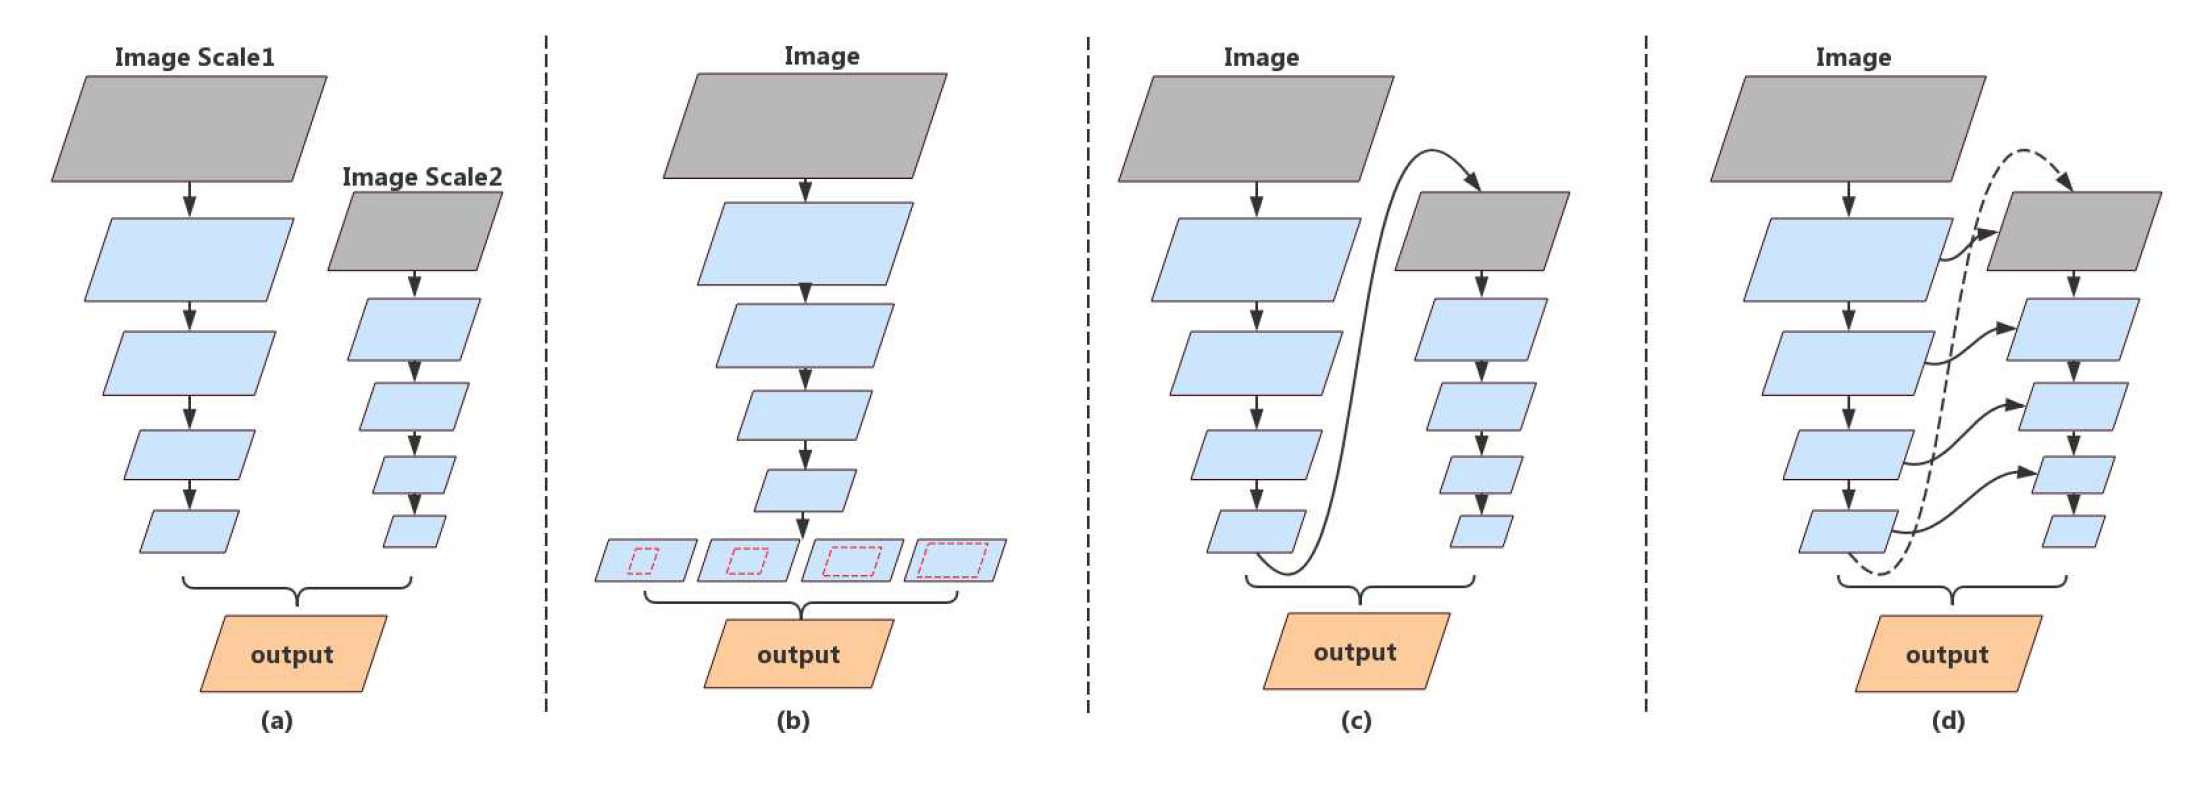 Image Scale1
Image Scale2
output
(a)
Image
output
(b)
Image
output
(c)
Image
output
(d)